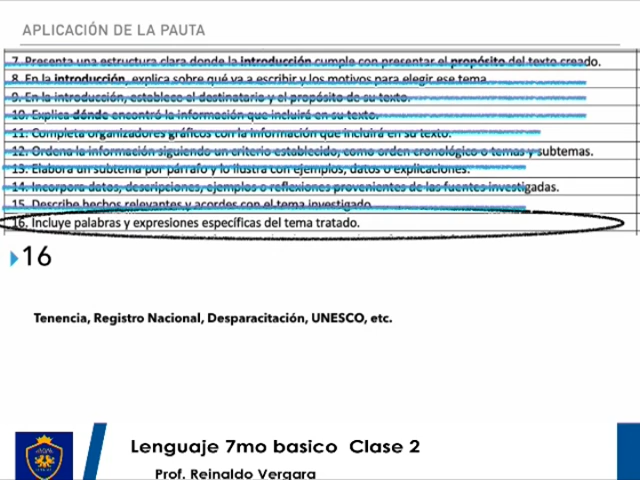 APLICACIÓN DE LA PAUTA
7. Presenta una estructura clara donde la introducción cumple con presentar el propósito del texto creado.
8. En la introducción, explica sobre qué va a escribir y los motivos para elegir ese tema.
9. En la introducción, establece el destinatario y el propósito de su texto.
10. Explica dónde encontró la información que incluirá en su texto.
11. Completa organizadores gráficos con la información que incluirá en su texto.
12. Ordena la información siguiendo un criterio establecido, como orden cronológico o temas y subtemas.
13. Elabora un subtema por párrafo y lo ilustra con ejemplos, datos o explicaciones.
14. Incorpora datos, descripciones, ejemplos o reflexiones provenientes de las fuentes investigadas.
15. Describe hechos relevantes y acordes con el tema investigado.
16. Incluye palabras y expresiones específicas del tema tratado.
16
Tenencia, Registro Nacional, Desparacitación, UNESCO, etc.
Lenguaje 7mo basico Clase 2
Prof. Reinaldo Vergara